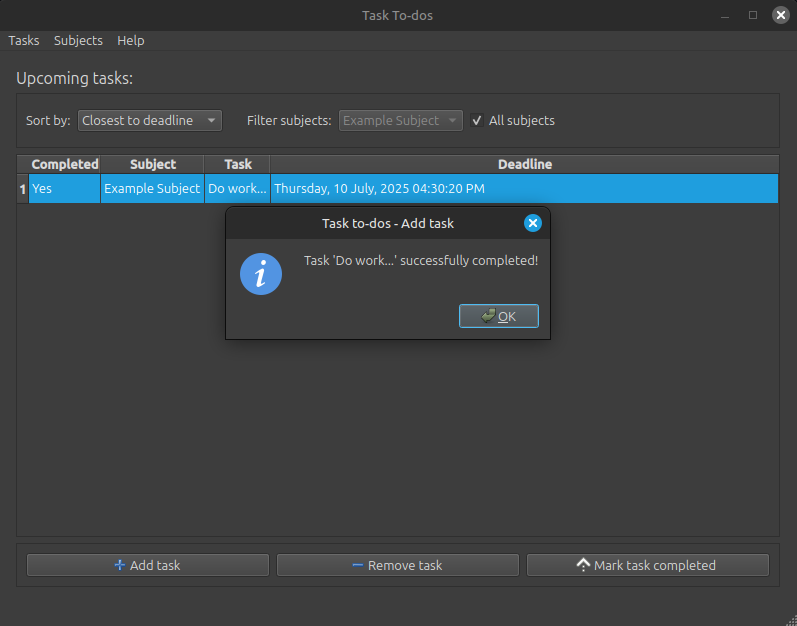 Task To-dos
Tasks Subjects Help
Upcoming tasks:
Sort by: Closest to deadline Filter subjects: Example Subject All subjects
Completed Subject Task Deadline
1 Yes Example Subject Do work... Thursday, 10 July, 2025 04:30:20 PM
Task to-dos - Add task
Task 'Do work...' successfully completed!
OK
Add task Remove task Mark task completed